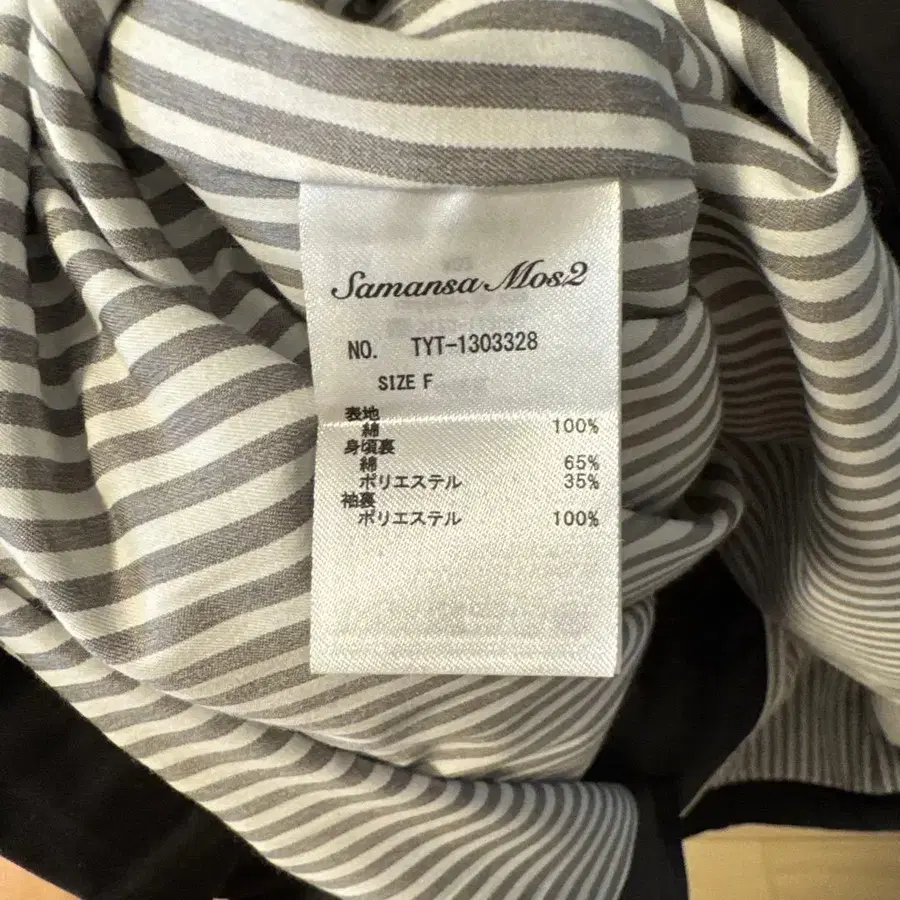 Samansa Mos2
NO. TYT-1303328
SIZE F
表地
綿 100%
身頃裏
綿 65%
ポリエステル 35%
袖裏
ポリエステル 100%